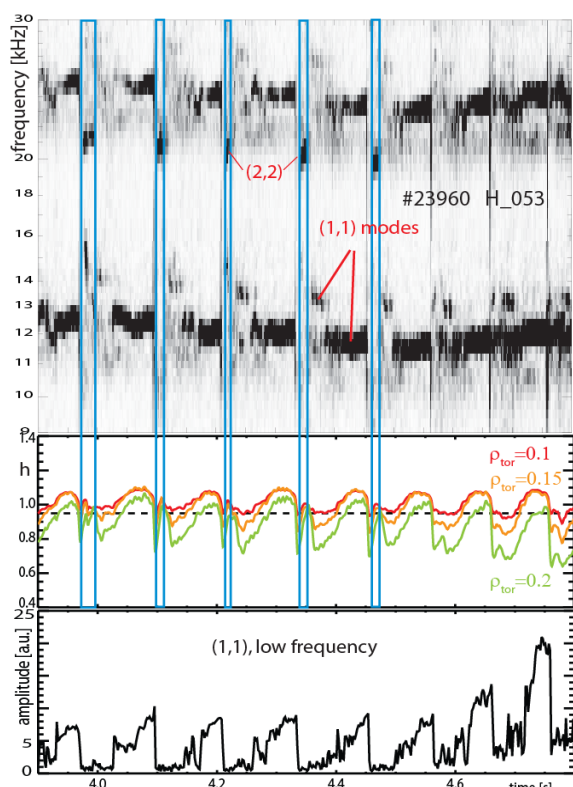 frequency [kHz]
30
20
18
16
14
13
12
11
10
9
(2,2)
#23960 H_053
(1,1) modes
1.4
h
1.0
0.8
0.6
0.4
ρtor=0.1
ρtor=0.15
ρtor=0.2
amplitude [a.u.]
25
15
5
0
(1,1), low frequency
4.0
4.2
4.4
4.6
time [s]